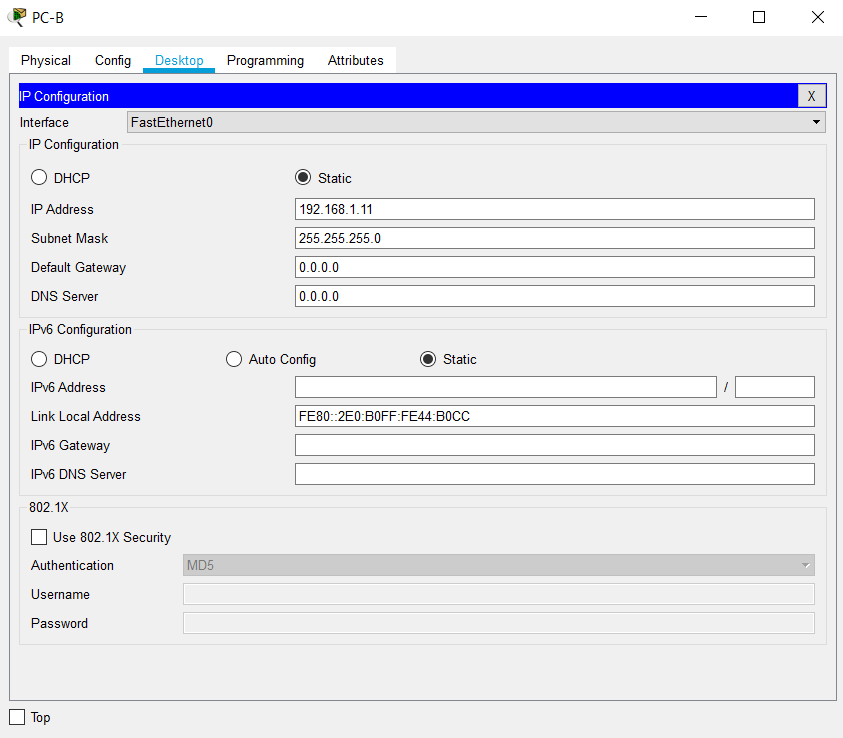 PC-B
Physical Config Desktop Programming Attributes
IP Configuration X
Interface FastEthernet0
IP Configuration
DHCP Static
IP Address 192.168.1.11
Subnet Mask 255.255.255.0
Default Gateway 0.0.0.0
DNS Server 0.0.0.0
IPv6 Configuration
DHCP Auto Config Static
IPv6 Address /
Link Local Address FE80::2E0:B0FF:FE44:B0CC
IPv6 Gateway
IPv6 DNS Server
802.1X
Use 802.1X Security
Authentication MD5
Username
Password
Top